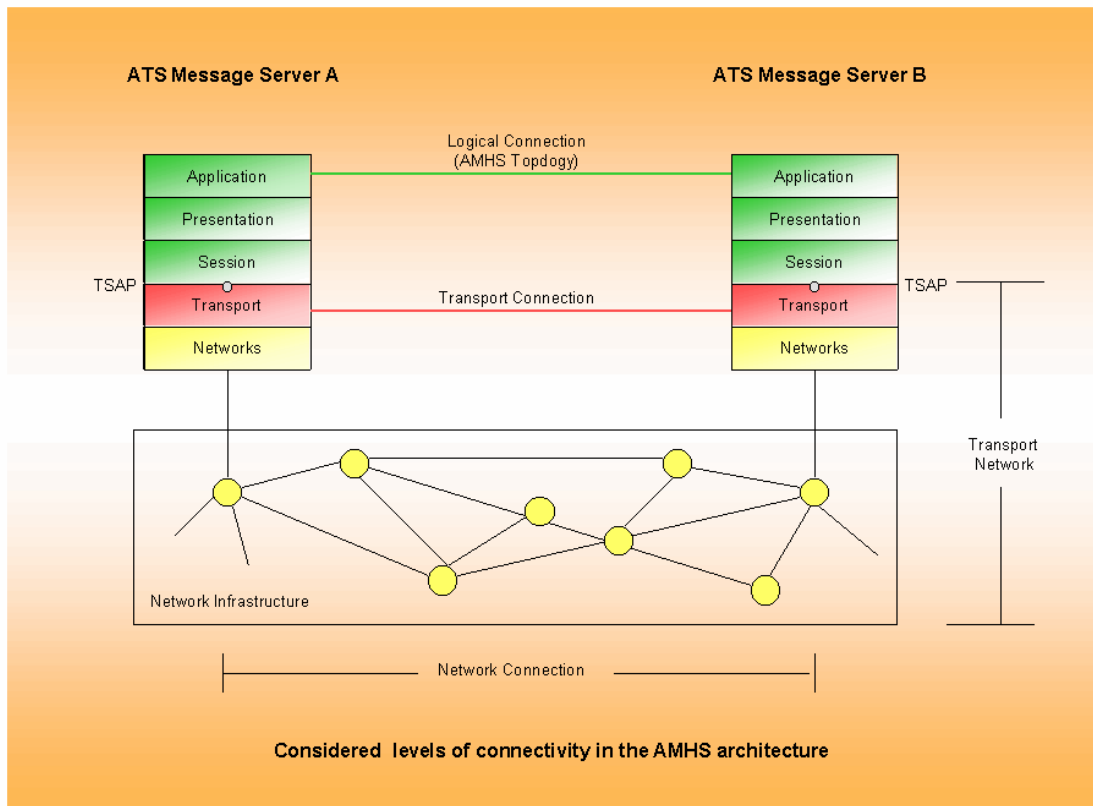 ATS Message Server A
ATS Message Server B
Logical Connection
(AMHS Topdogy)
Application
Presentation
Session
TSAP
Transport
Networks
Application
Presentation
Session
TSAP
Transport
Networks
Transport Connection
Transport
Network
Network Infrastructure
Network Connection
Considered levels of connectivity in the AMHS architecture